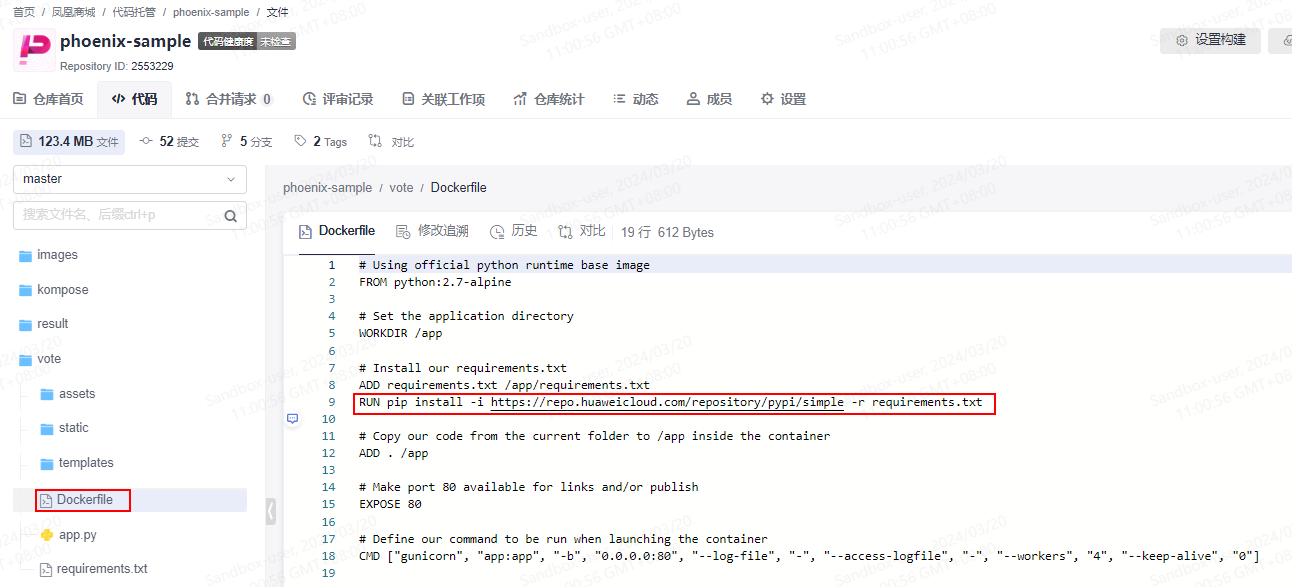 首页 / 凤凰商城 / 代码托管 / phoenix-sample / 文件
phoenix-sample 代码健康度 未检查
Repository ID: 2553229
设置构建
仓库首页 代码 合并请求 0 评审记录 关联工作项 仓库统计 动态 成员 设置
123.4 MB 文件 52 提交 5 分支 2 Tags 对比
master
搜索文件名、后缀ctrl+p
images
kompose
result
vote
assets
static
templates
Dockerfile
app.py
requirements.txt
phoenix-sample / vote / Dockerfile
Dockerfile 修改追溯 历史 对比 19 行 612 Bytes
1 # Using official python runtime base image
2 FROM python:2.7-alpine
3
4 # Set the application directory
5 WORKDIR /app
6
7 # Install our requirements.txt
8 ADD requirements.txt /app/requirements.txt
9 RUN pip install -i https://repo.huaweicloud.com/repository/pypi/simple -r requirements.txt
10
11 # Copy our code from the current folder to /app inside the container
12 ADD . /app
13
14 # Make port 80 available for links and/or publish
15 EXPOSE 80
16
17 # Define our command to be run when launching the container
18 CMD ["gunicorn", "app:app", "-b", "0.0.0.0:80", "--log-file", "-", "--access-logfile", "-", "--workers", "4", "--keep-alive", "0"]
19
Sandbox-user, 2024/03/20
11:00:56 GMT+08:00